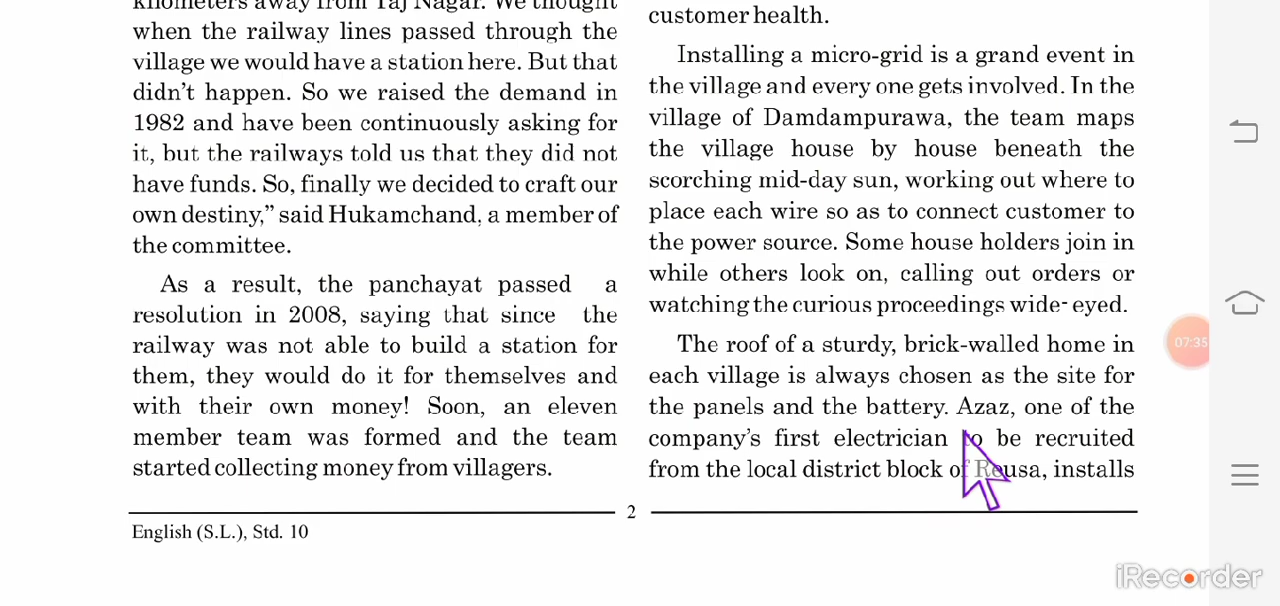 kilometers away from Taj Nagar. We thought
when the railway lines passed through the
village we would have a station here. But that
didn't happen. So we raised the demand in
1982 and have been continuously asking for
it, but the railways told us that they did not
have funds. So, finally we decided to craft our
own destiny,” said Hukamchand, a member of
the committee.
As a result, the panchayat passed a
resolution in 2008, saying that since the
railway was not able to build a station for
them, they would do it for themselves and
with their own money! Soon, an eleven
member team was formed and the team
started collecting money from villagers.
customer health.
Installing a micro-grid is a grand event in
the village and every one gets involved. In the
village of Damdampurawa, the team maps
the village house by house beneath the
scorching mid-day sun, working out where to
place each wire so as to connect customer to
the power source. Some house holders join in
while others look on, calling out orders or
watching the curious proceedings wide-eyed.
The roof of a sturdy, brick-walled home in
each village is always chosen as the site for
the panels and the battery. Azaz, one of the
company's first electrician to be recruited
from the local district block of Reusa, installs
2
English (S.L.), Std. 10
07:35
iRecorder